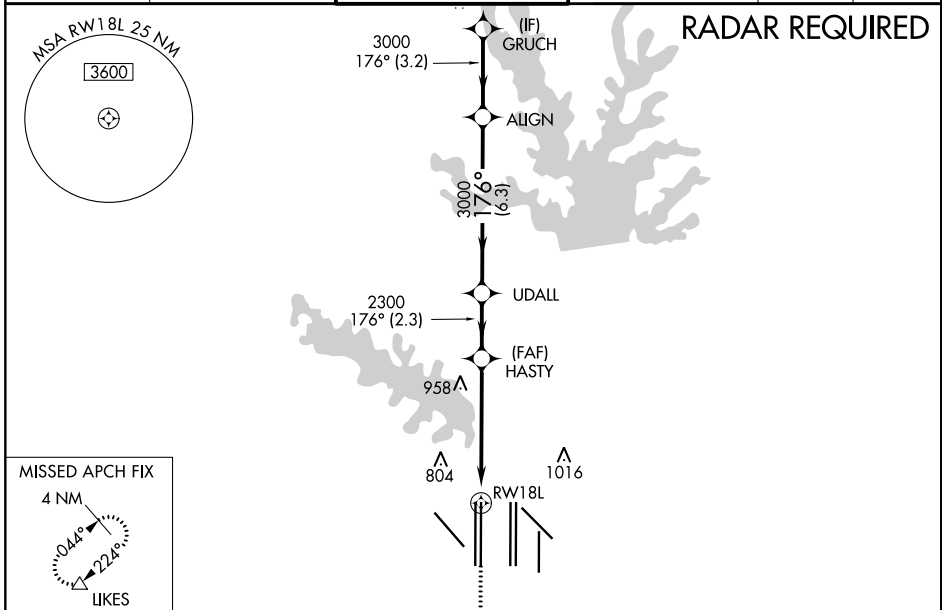 MSA RW18L 25 NM
3600
RADAR REQUIRED
(IF)
GRUCH
3000
176° (3.2)
ALIGN
3000
176°
(6.3)
UDALL
2300
176° (2.3)
(FAF)
HASTY
958
804
1016
RW18L
MISSED APCH FIX
4 NM
044°
224°
LIKES